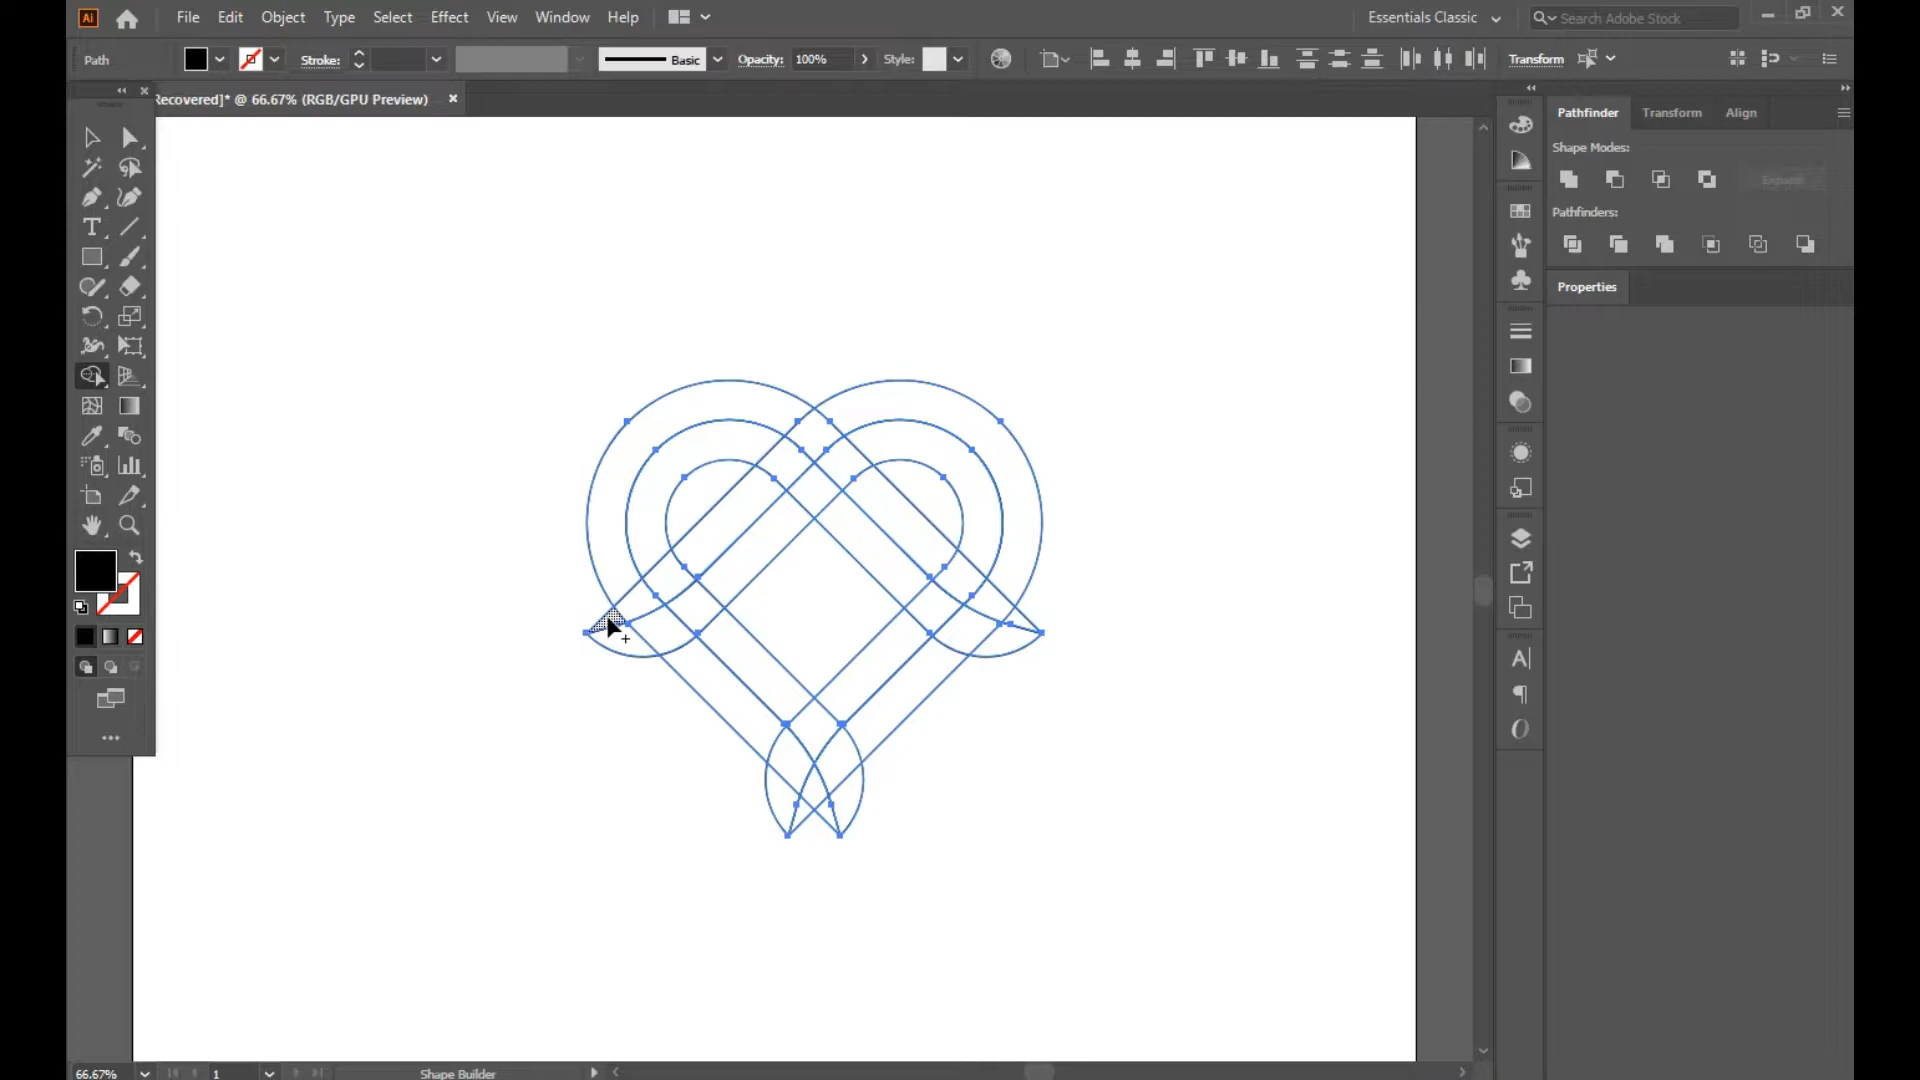 Ai File Edit Object Type Select Effect View Window Help Essentials Classic Search Adobe Stock
Path Stroke: Basic Opacity: 100% Style: Transform
Recovered]* @ 66.67% (RGB/GPU Preview)
Pathfinder Transform Align
Shape Modes:
Expand
Pathfinders:
Properties
66.67% 1 Shape Builder